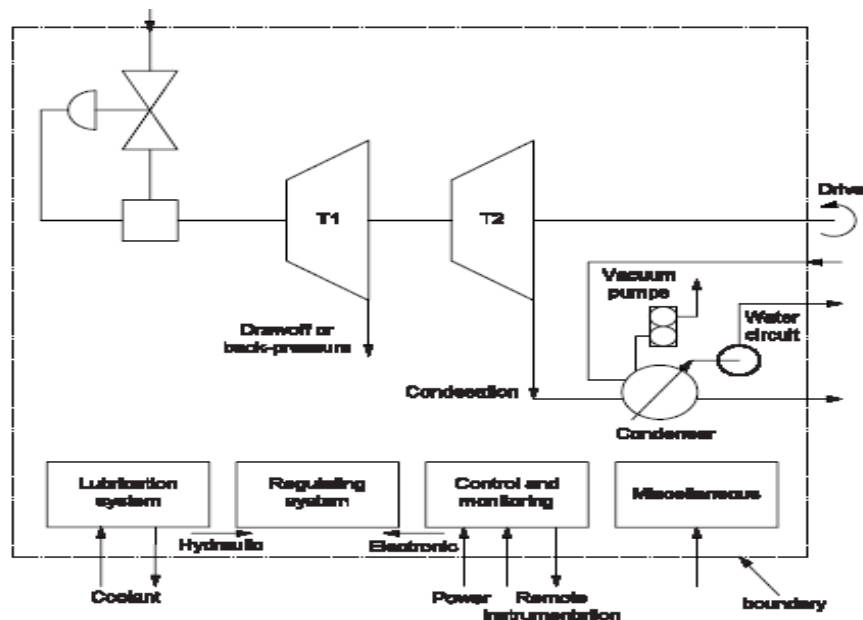 T1
T2
Drive
Vacuum
pumps
Water
circuit
Drawoff or
back-pressure
Condesation
Condenser
Lubrication
system
Regulating
system
Control and
monitoring
Miscellaneous
Hydraulic
Electronic
Coolant
Power
Remote
instrumentation
boundary